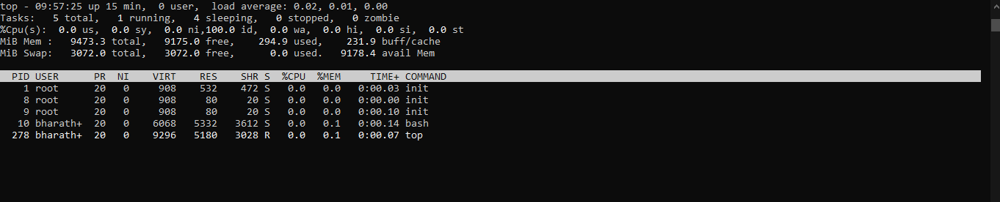 top - 09:57:25 up 15 min,  0 user,  load average: 0.02, 0.01, 0.00
Tasks:   5 total,   1 running,   4 sleeping,   0 stopped,   0 zombie
%Cpu(s):  0.0 us,  0.0 sy,  0.0 ni,100.0 id,  0.0 wa,  0.0 hi,  0.0 si,  0.0 st
MiB Mem :   9473.3 total,   9175.0 free,    294.9 used,    231.9 buff/cache
MiB Swap:   3072.0 total,   3072.0 free,      0.0 used.   9178.4 avail Mem
  PID USER      PR  NI    VIRT    RES    SHR S  %CPU  %MEM     TIME+ COMMAND
    1 root      20   0     908    532    472 S   0.0   0.0   0:00.03 init
    8 root      20   0     908     80     20 S   0.0   0.0   0:00.00 init
    9 root      20   0     908     80     20 S   0.0   0.0   0:00.10 init
   10 bharath+  20   0    6068   5332   3612 S   0.0   0.1   0:00.14 bash
  278 bharath+  20   0    9296   5180   3028 R   0.0   0.1   0:00.07 top